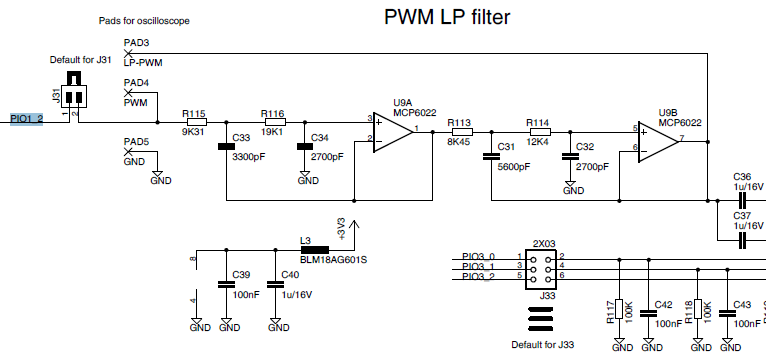 PWM LP filter
Pads for oscilloscope
Default for J31
PAD3
LP-PWM
J31
PAD4
PWM
1
2
PIO1_2
R115
9K31
R116
19K1
C33
3300pF
C34
2700pF
GND
U9A
MCP6022
3
2
1
R113
8K45
R114
12K4
C31
5600pF
C32
2700pF
GND
U9B
MCP6022
5
6
7
PAD5
GND
GND
C36
1u/16V
C37
1u/16V
+3V3
L3
BLM18AG601S
8
4
C39
100nF
C40
1u/16V
GND
GND
GND
2X03
PIO3_0
1
2
PIO3_1
3
4
PIO3_2
5
6
J33
Default for J33
R117
100K
C42
100nF
R118
100K
C43
100nF
GND
GND
GND
GND